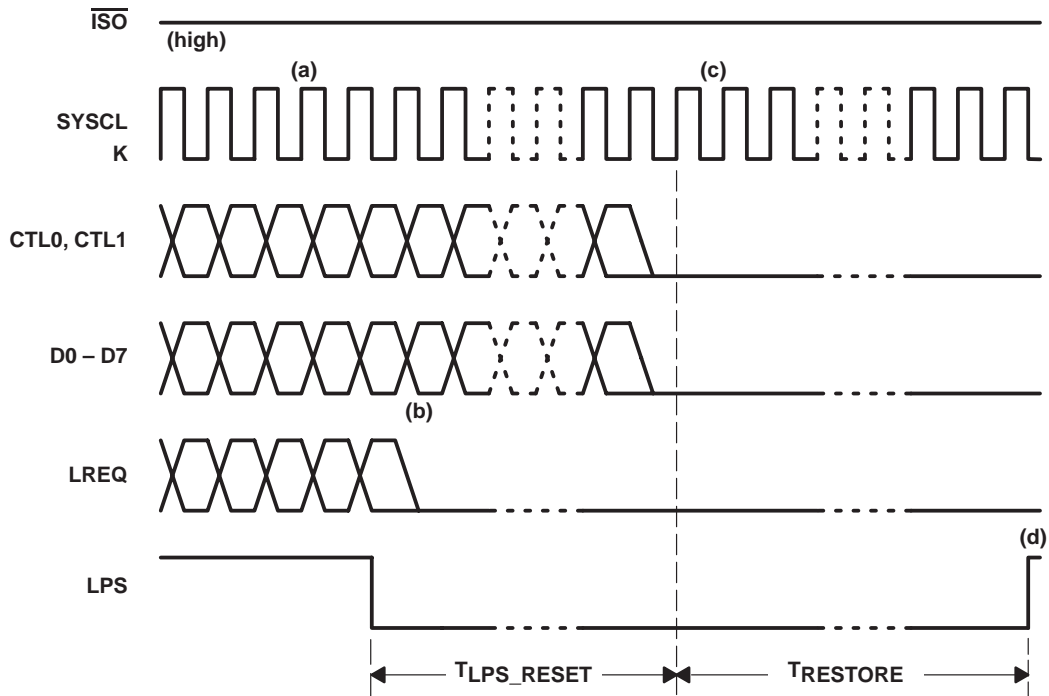 ISO
(high)
(a)
(c)
SYSCL
K
CTL0, CTL1
D0 – D7
(b)
LREQ
(d)
LPS
TLPS_RESET
TRESTORE